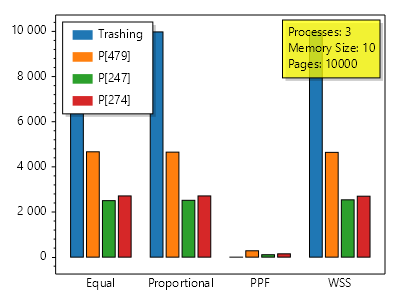 10 000
8 000
6 000
4 000
2 000
0
Trashing
P[479]
P[247]
P[274]
Processes: 3
Memory Size: 10
Pages: 10000
Equal
Proportional
PPF
WSS